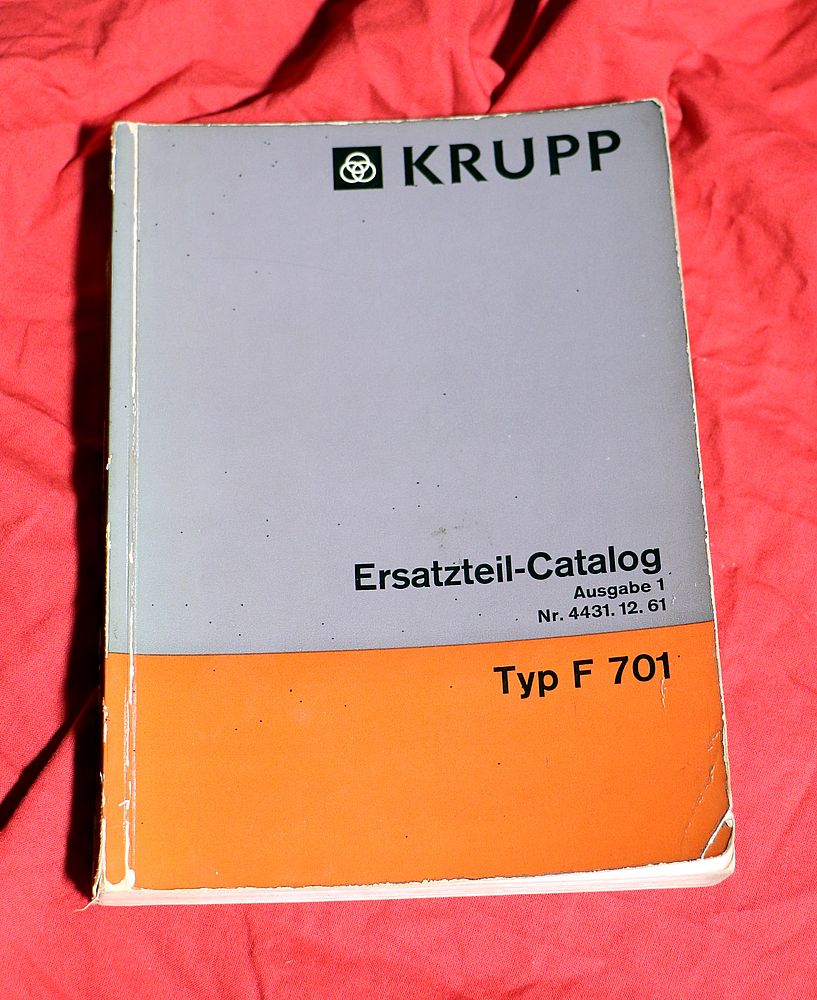 KRUPP
Ersatzteil-Catalog
Ausgabe 1
Nr. 4431. 12. 61
Typ F 701